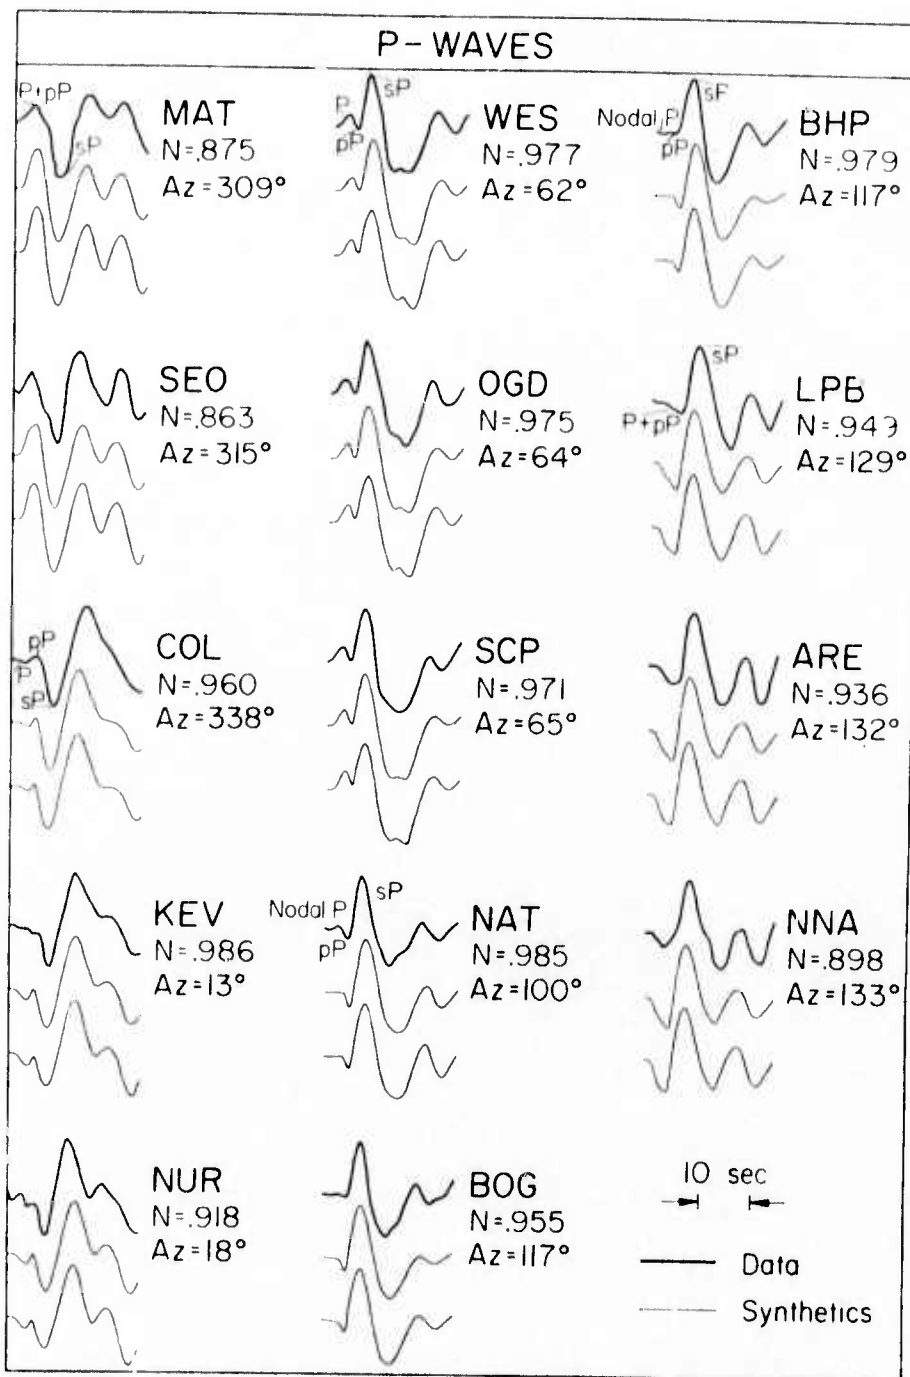 P-WAVES
P+pP
sP
MAT
N=.875
Az=309°
P
sP
pP
WES
N=.977
Az=62°
sP
Nodal P
pP
BHP
N=.979
Az=117°
SEO
N=.863
Az=315°
OGD
N=.975
Az=64°
sP
P+pP
LPB
N=.949
Az=129°
pP
P
sP
COL
N=.960
Az=338°
SCP
N=.971
Az=65°
ARE
N=.936
Az=132°
KEV
N=.986
Az=13°
sP
Nodal P
pP
NAT
N=.985
Az=100°
NNA
N=.898
Az=133°
NUR
N=.918
Az=18°
BOG
N=.955
Az=117°
10 sec
Data
Synthetics